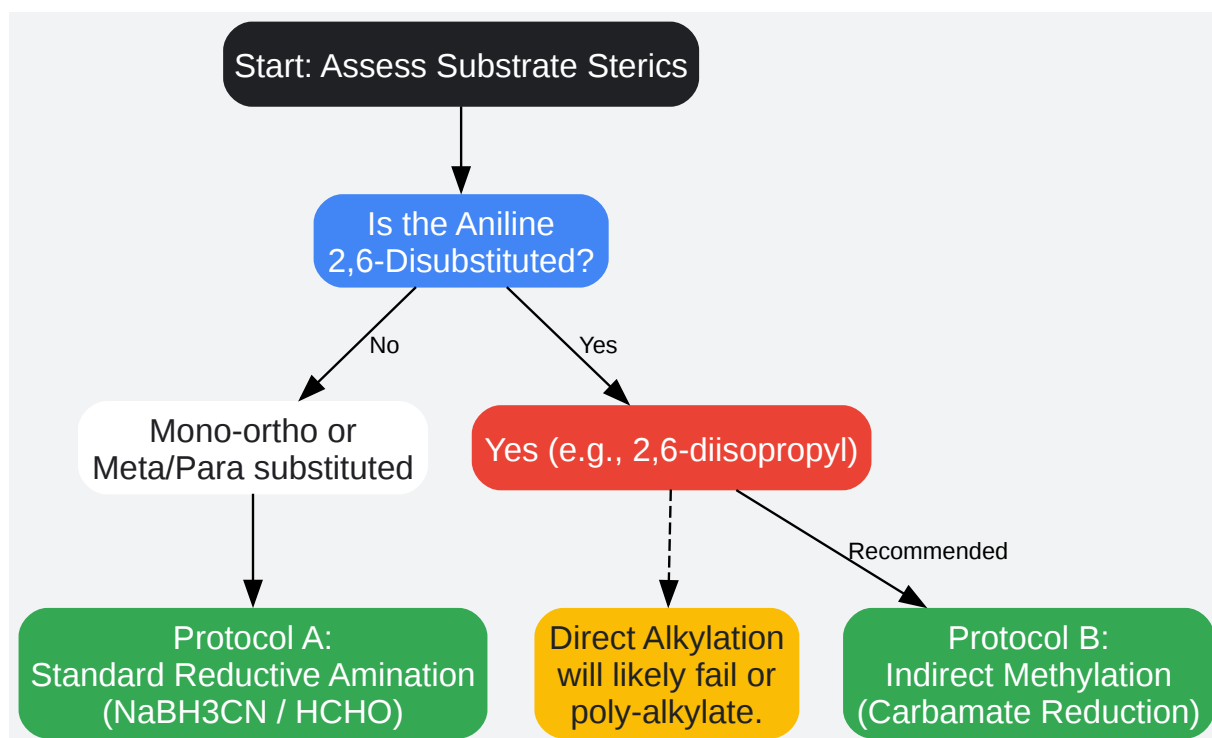 Start: Assess Substrate Sterics
Is the Aniline
2,6-Disubstituted?
No
Yes
Mono-ortho or
Meta/Para substituted
Yes (e.g., 2,6-diisopropyl)
Recommended
Protocol A:
Standard Reductive Amination
(NaBH3CN / HCHO)
Direct Alkylation
will likely fail or
poly-alkylate.
Protocol B:
Indirect Methylation
(Carbamate Reduction)